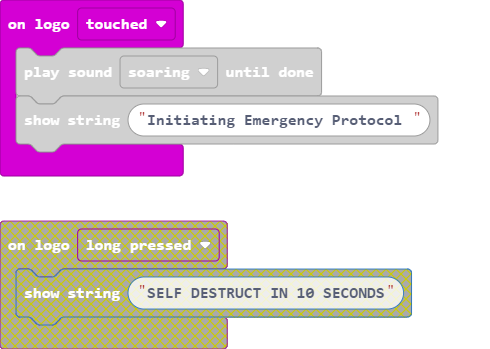 on logo touched
play sound soaring until done
show string "Initiating Emergency Protocol "
on logo long pressed
show string "SELF DESTRUCT IN 10 SECONDS"